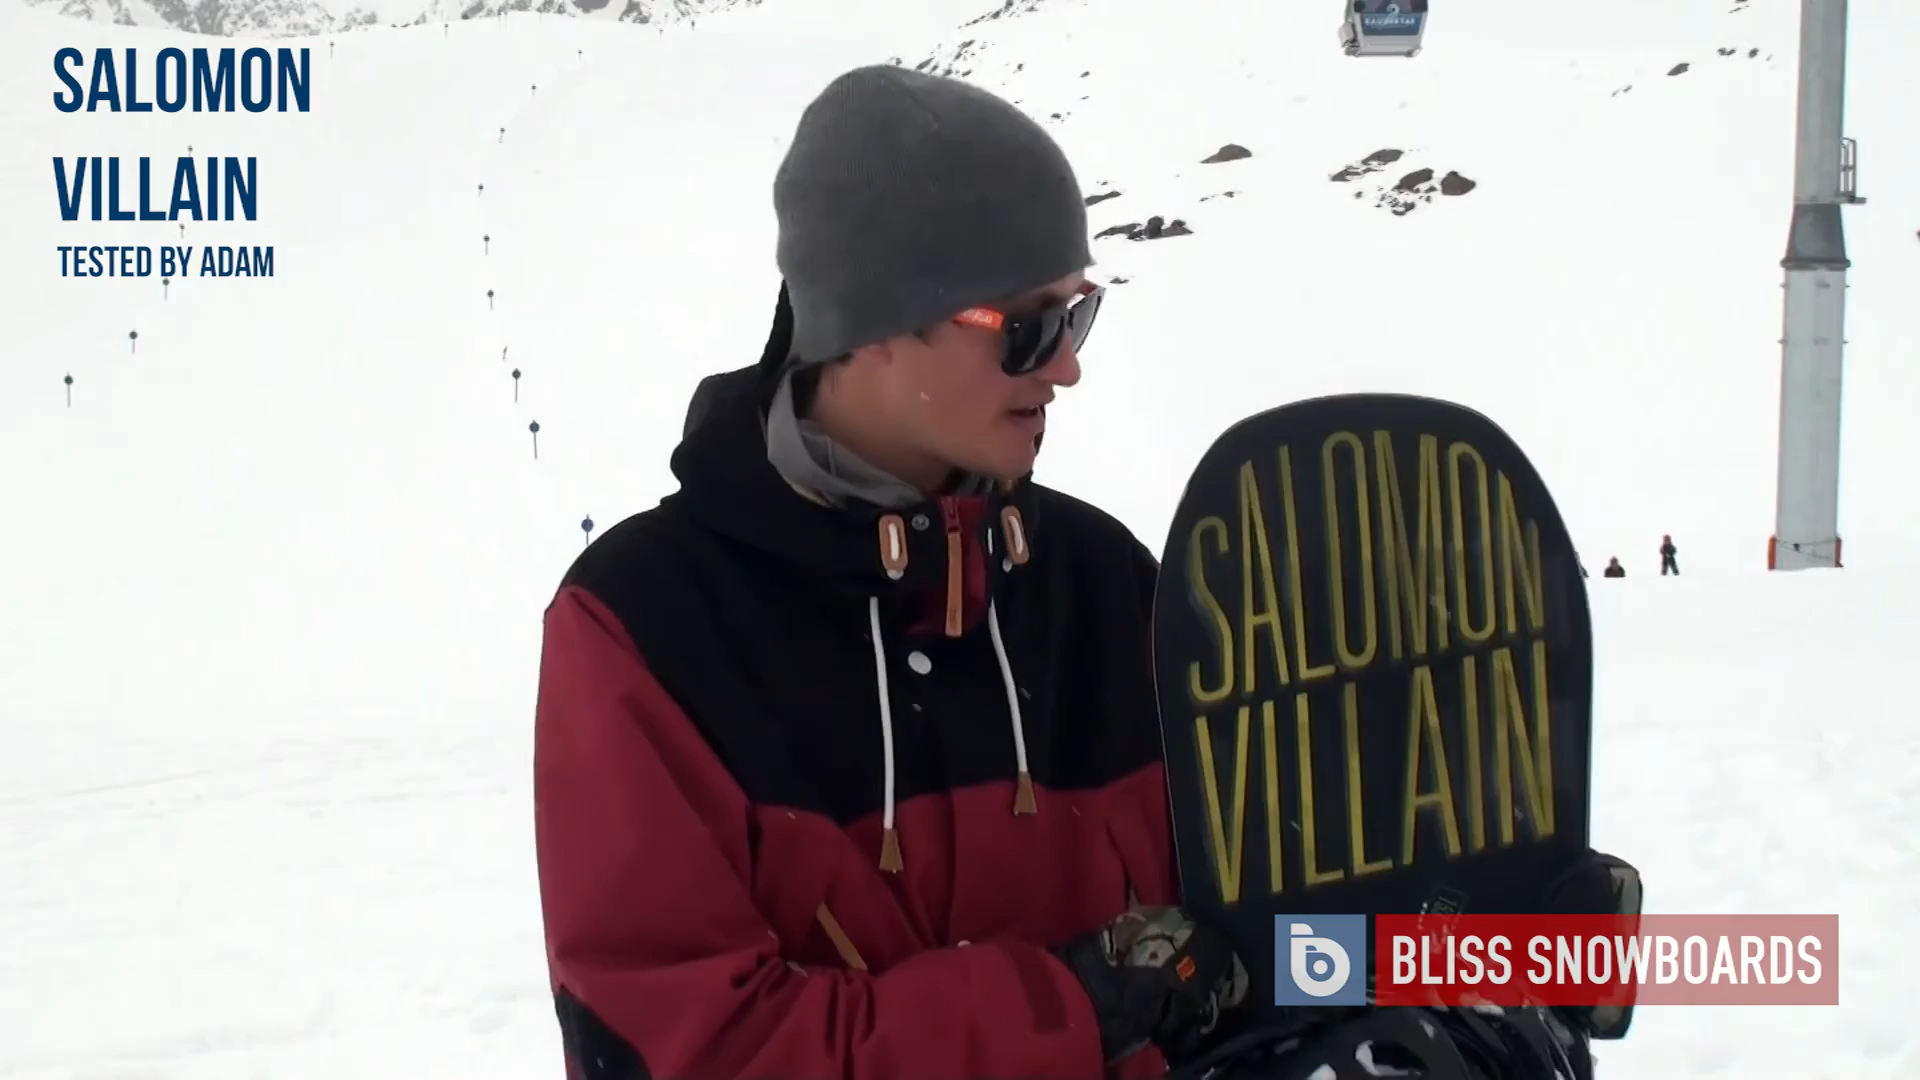 SALOMON
VILLAIN
TESTED BY ADAM
SALOMON
VILLAIN
BLISS SNOWBOARDS